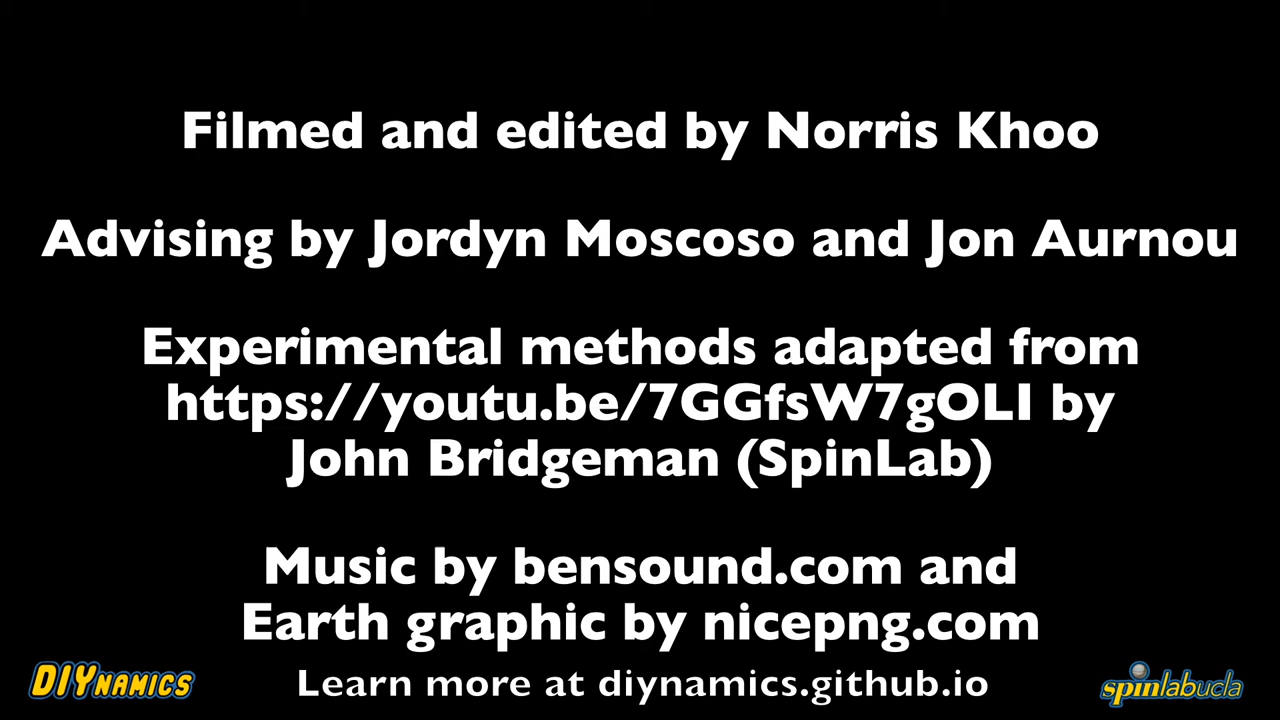 Filmed and edited by Norris Khoo
Advising by Jordyn Moscoso and Jon Aurnou
Experimental methods adapted from
https://youtu.be/7GGfsW7gOLI by
John Bridgeman (SpinLab)
Music by bensound.com and
Earth graphic by nicepng.com
DIYNAMICS
Learn more at diynamics.github.io
spinlabucla